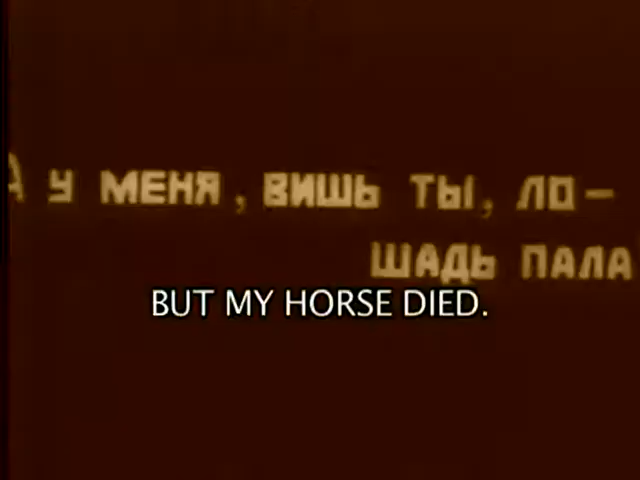 А У МЕНЯ, ВИШЬ ТЫ, ЛО–
ШАДЬ ПАЛА
BUT MY HORSE DIED.